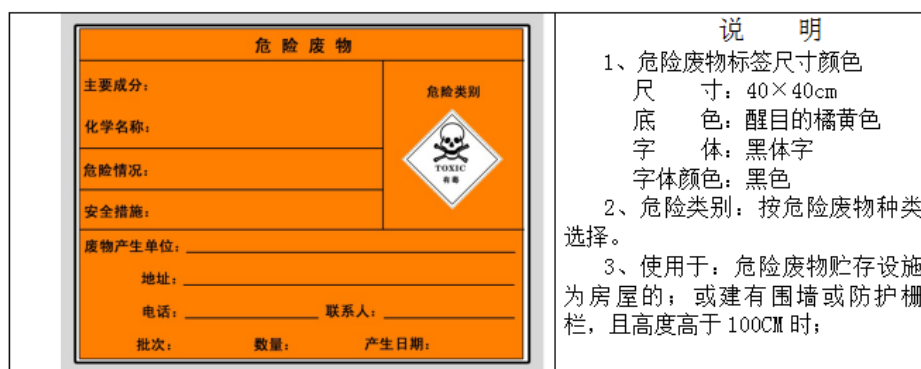 危险废物
主要成分：
危险类别
化学名称：
TOXIC
有毒
危险情况：
安全措施：
废物产生单位：
地址：
电话： 联系人：
批次： 数量： 产生日期：
说 明
1、危险废物标签尺寸颜色
尺 寸：40×40cm
底 色：醒目的橘黄色
字 体：黑体字
字体颜色：黑色
2、危险类别：按危险废物种类
选择。
3、使用于：危险废物贮存设施
为房屋的；或建有围墙或防护栅
栏，且高度高于100CM时；